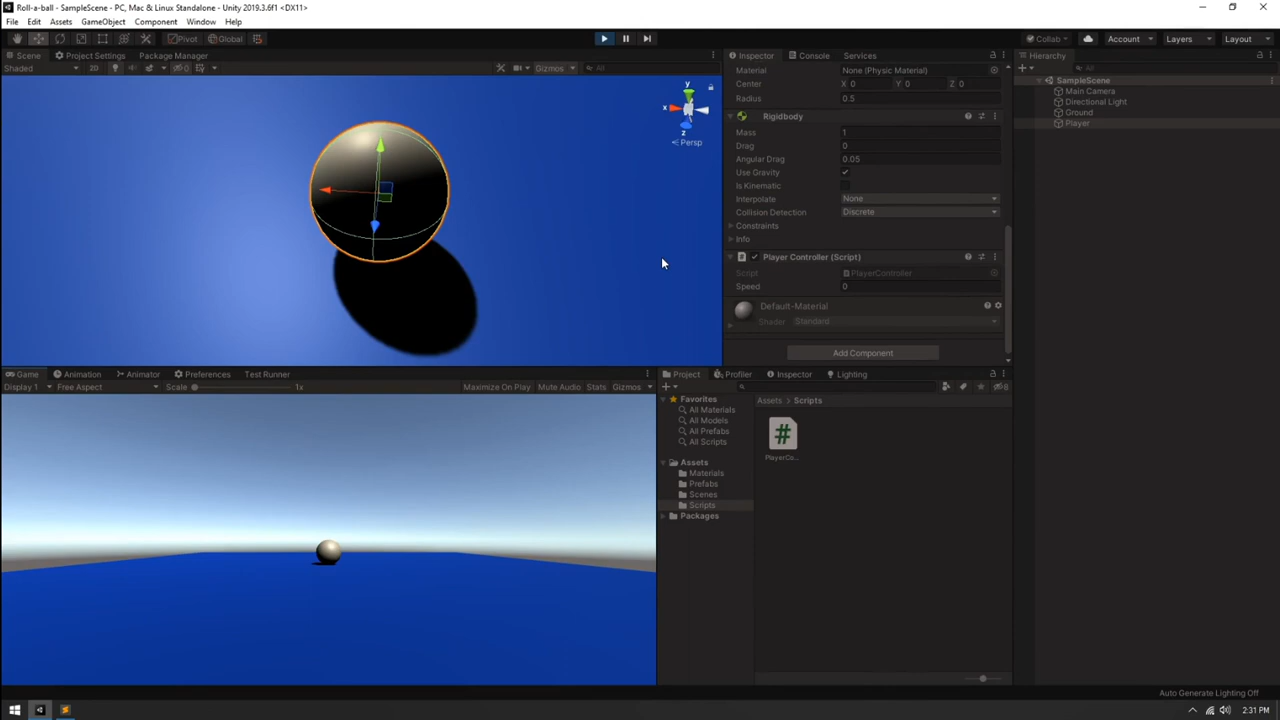 Roll-a-ball - SampleScene - PC, Mac & Linux Standalone - Unity 2019.3.6f1 <DX11>
File Edit Assets GameObject Component Window Help
Pivot Global Collab Account Layers Layout
Scene Project Settings Package Manager
Shaded 2D 0 Gizmos All
y
x
z
Persp
Inspector Console Services
Material None (Physic Material)
Center X 0 Y 0 Z 0
Radius 0.5
Rigidbody
Mass 1
Drag 0
Angular Drag 0.05
Use Gravity
Is Kinematic
Interpolate None
Collision Detection Discrete
Constraints
Info
Player Controller (Script)
Script PlayerController
Speed 0
Default-Material
Shader Standard
Add Component
Hierarchy
All
SampleScene
Main Camera
Directional Light
Ground
Player
Game Animation Animator Preferences Test Runner
Display 1 Free Aspect Scale 1x Maximize On Play Mute Audio Stats Gizmos
Project Profiler Inspector Lighting
8
Favorites
All Materials
All Models
All Prefabs
All Scripts
Assets
Materials
Prefabs
Scenes
Scripts
Packages
Assets Scripts
#
PlayerCo...
Auto Generate Lighting Off
2:31 PM